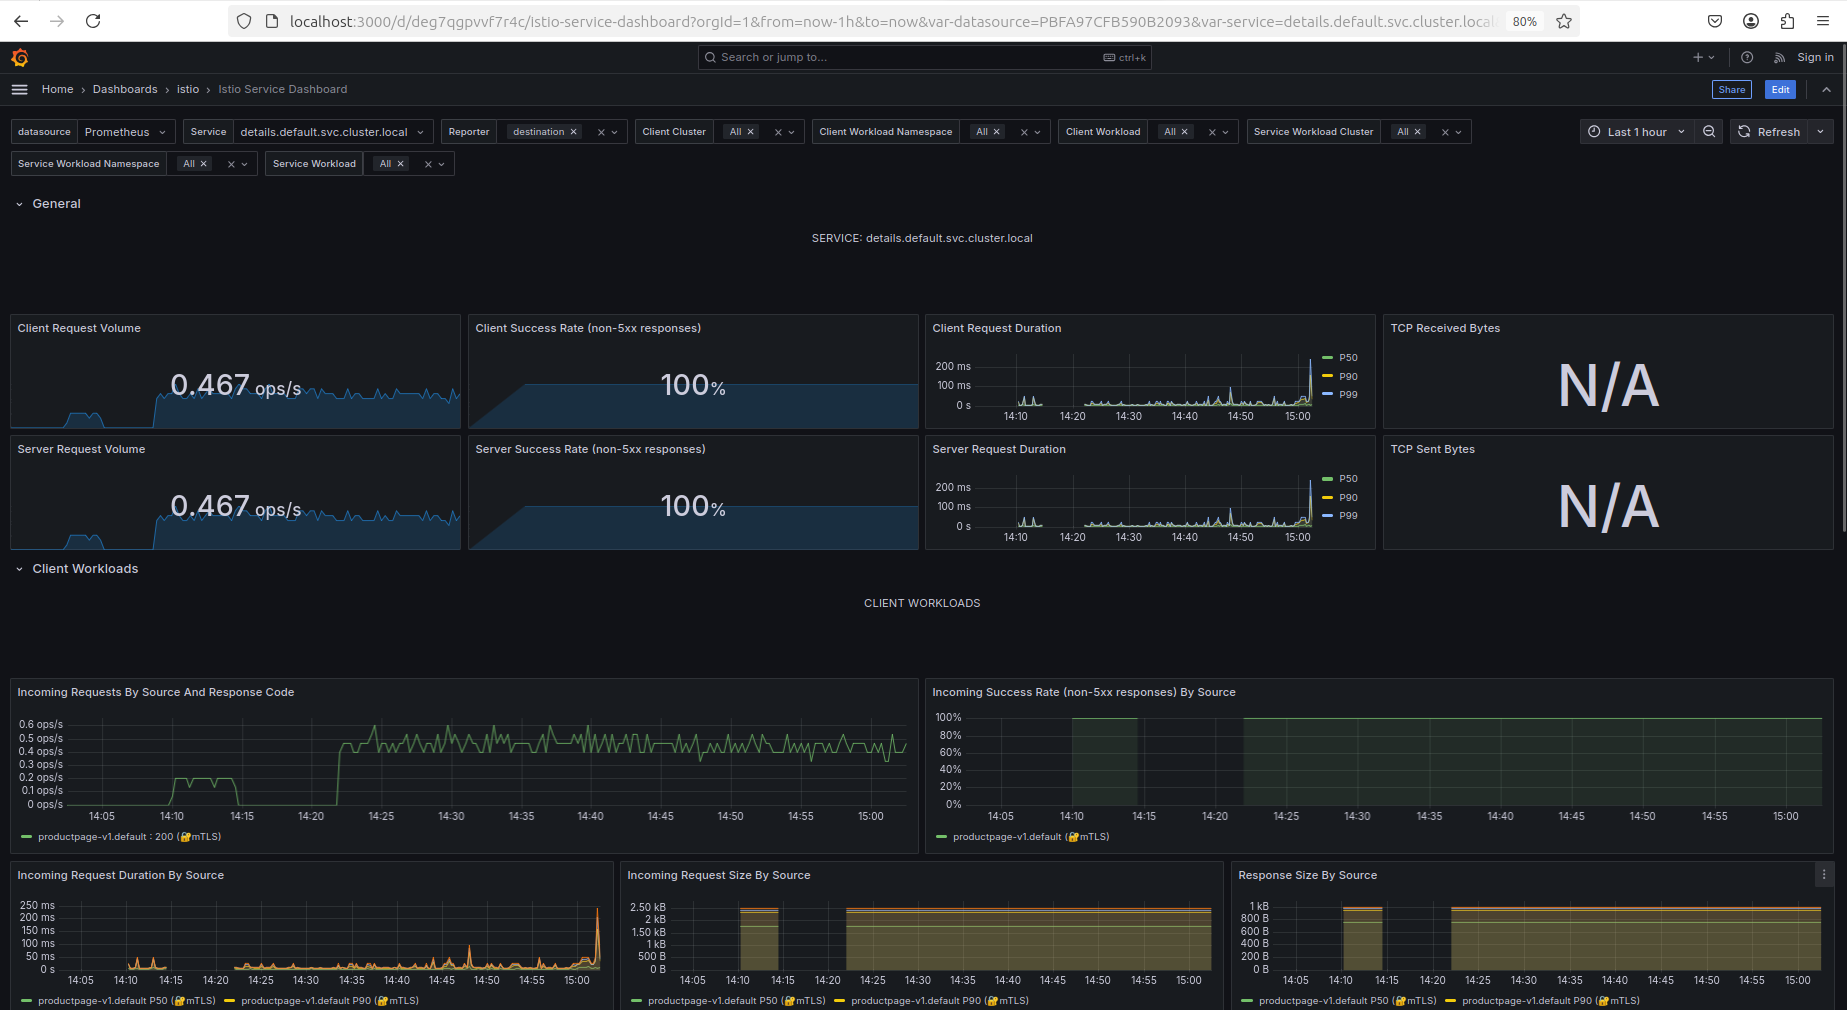 localhost:3000/d/deg7qgpvvf7r4c/istio-service-dashboard?orgId=1&from=now-1h&to=now&var-datasource=PBFA97CFB590B2093&var-service=details.default.svc.cluster.local 80%
Search or jump to... ctrl+k Sign in
Home › Dashboards › istio › Istio Service Dashboard Share Edit
datasource Prometheus Service details.default.svc.cluster.local Reporter destination Client Cluster All Client Workload Namespace All Client Workload All Service Workload Cluster All Last 1 hour Refresh
Service Workload Namespace All Service Workload All
General
SERVICE: details.default.svc.cluster.local
Client Request Volume
0.467 ops/s
Client Success Rate (non-5xx responses)
100%
Client Request Duration
200 ms
100 ms
0 s
14:10 14:20 14:30 14:40 14:50 15:00
P50
P90
P99
TCP Received Bytes
N/A
Server Request Volume
0.467 ops/s
Server Success Rate (non-5xx responses)
100%
Server Request Duration
200 ms
100 ms
0 s
14:10 14:20 14:30 14:40 14:50 15:00
P50
P90
P99
TCP Sent Bytes
N/A
Client Workloads
CLIENT WORKLOADS
Incoming Requests By Source And Response Code
0.6 ops/s
0.5 ops/s
0.4 ops/s
0.3 ops/s
0.2 ops/s
0.1 ops/s
0 ops/s
14:05 14:10 14:15 14:20 14:25 14:30 14:35 14:40 14:45 14:50 14:55 15:00
productpage-v1.default : 200 (🔐mTLS)
Incoming Success Rate (non-5xx responses) By Source
100%
80%
60%
40%
20%
0%
14:05 14:10 14:15 14:20 14:25 14:30 14:35 14:40 14:45 14:50 14:55 15:00
productpage-v1.default (🔐mTLS)
Incoming Request Duration By Source
250 ms
200 ms
150 ms
100 ms
50 ms
0 s
14:05 14:10 14:15 14:20 14:25 14:30 14:35 14:40 14:45 14:50 14:55 15:00
productpage-v1.default P50 (🔐mTLS) productpage-v1.default P90 (🔐mTLS)
Incoming Request Size By Source
2.50 kB
2 kB
1.50 kB
1 kB
500 B
0 B
14:05 14:10 14:15 14:20 14:25 14:30 14:35 14:40 14:45 14:50 14:55 15:00
productpage-v1.default P50 (🔐mTLS) productpage-v1.default P90 (🔐mTLS)
Response Size By Source
1 kB
800 B
600 B
400 B
200 B
0 B
14:05 14:10 14:15 14:20 14:25 14:30 14:35 14:40 14:45 14:50 14:55 15:00
productpage-v1.default P50 (🔐mTLS) productpage-v1.default P90 (🔐mTLS)